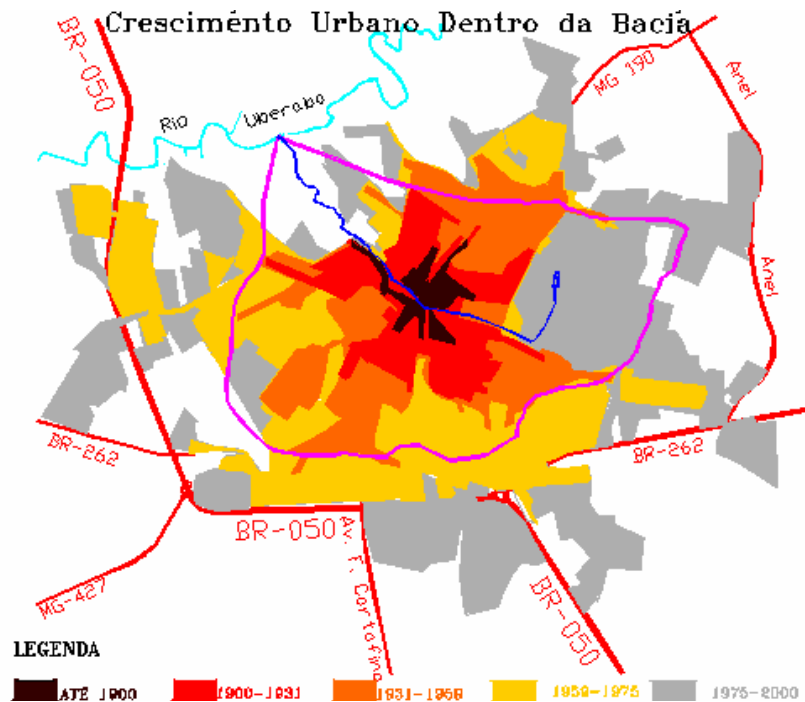 Crescimento Urbano Dentro da Bacia
BR-050
MG 190
Anel
Rio Uberaba
Anel
BR-262
BR-262
BR-050
MG-427
Av. F. Cartafina
BR-050
LEGENDA
ATÉ 1900
1900-1931
1931-1959
1959-1975
1975-2000